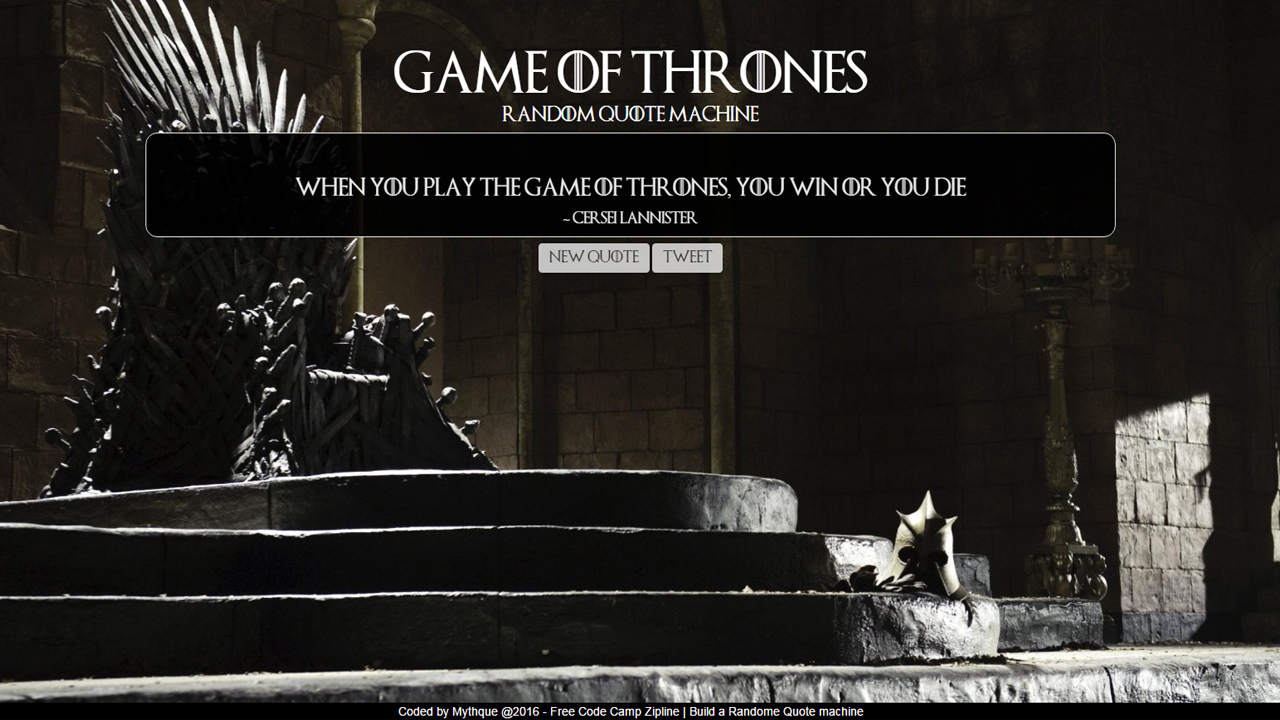 GAME OF THRONES
RANDOM QUOTE MACHINE
WHEN YOU PLAY THE GAME OF THRONES, YOU WIN OR YOU DIE
~ CERSEI LANNISTER
NEW QUOTE TWEET
Coded by Mythque @2016 - Free Code Camp Zipline | Build a Randome Quote machine